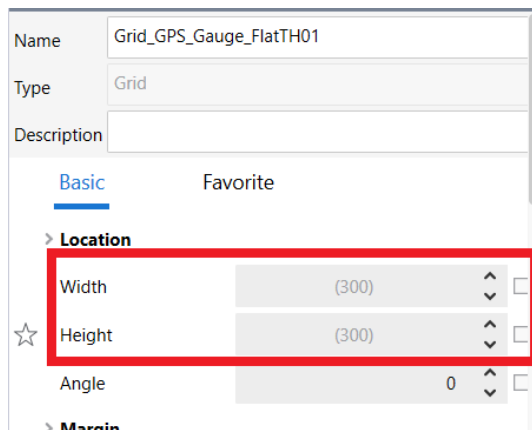 Name Grid_GPS_Gauge_FlatTH01
Type Grid
Description
Basic Favorite
Location
Width (300)
Height (300)
Angle 0
Margin